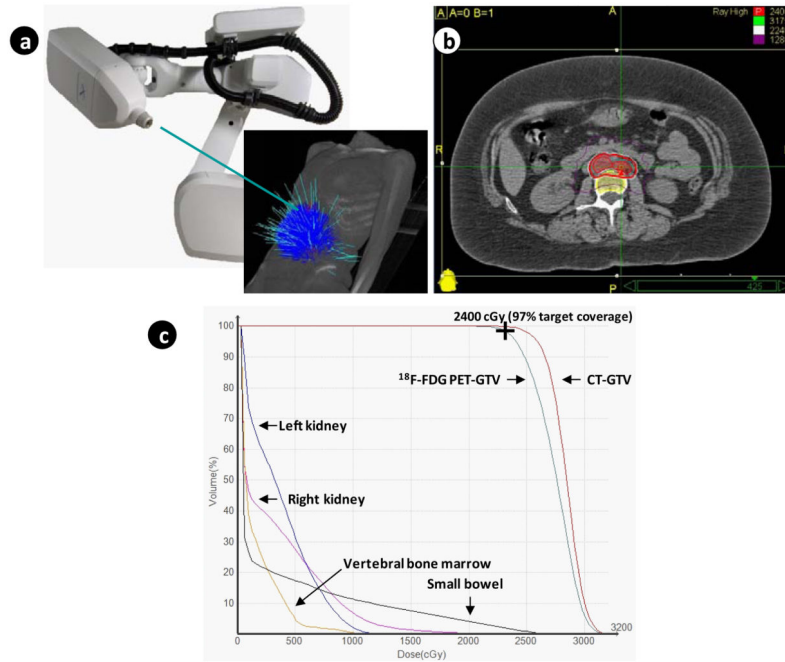 a
b
A A=0 B=1
Ray High
P 240
317
224
128
A
R
P
425
c
2400 cGy (97% target coverage)
18F-FDG PET-GTV
CT-GTV
Left kidney
Right kidney
Vertebral bone marrow
Small bowel
Volume(%)
100
90
80
70
60
50
40
30
20
10
0
500
1000
1500
2000
2500
3000
3200
Dose(cGy)